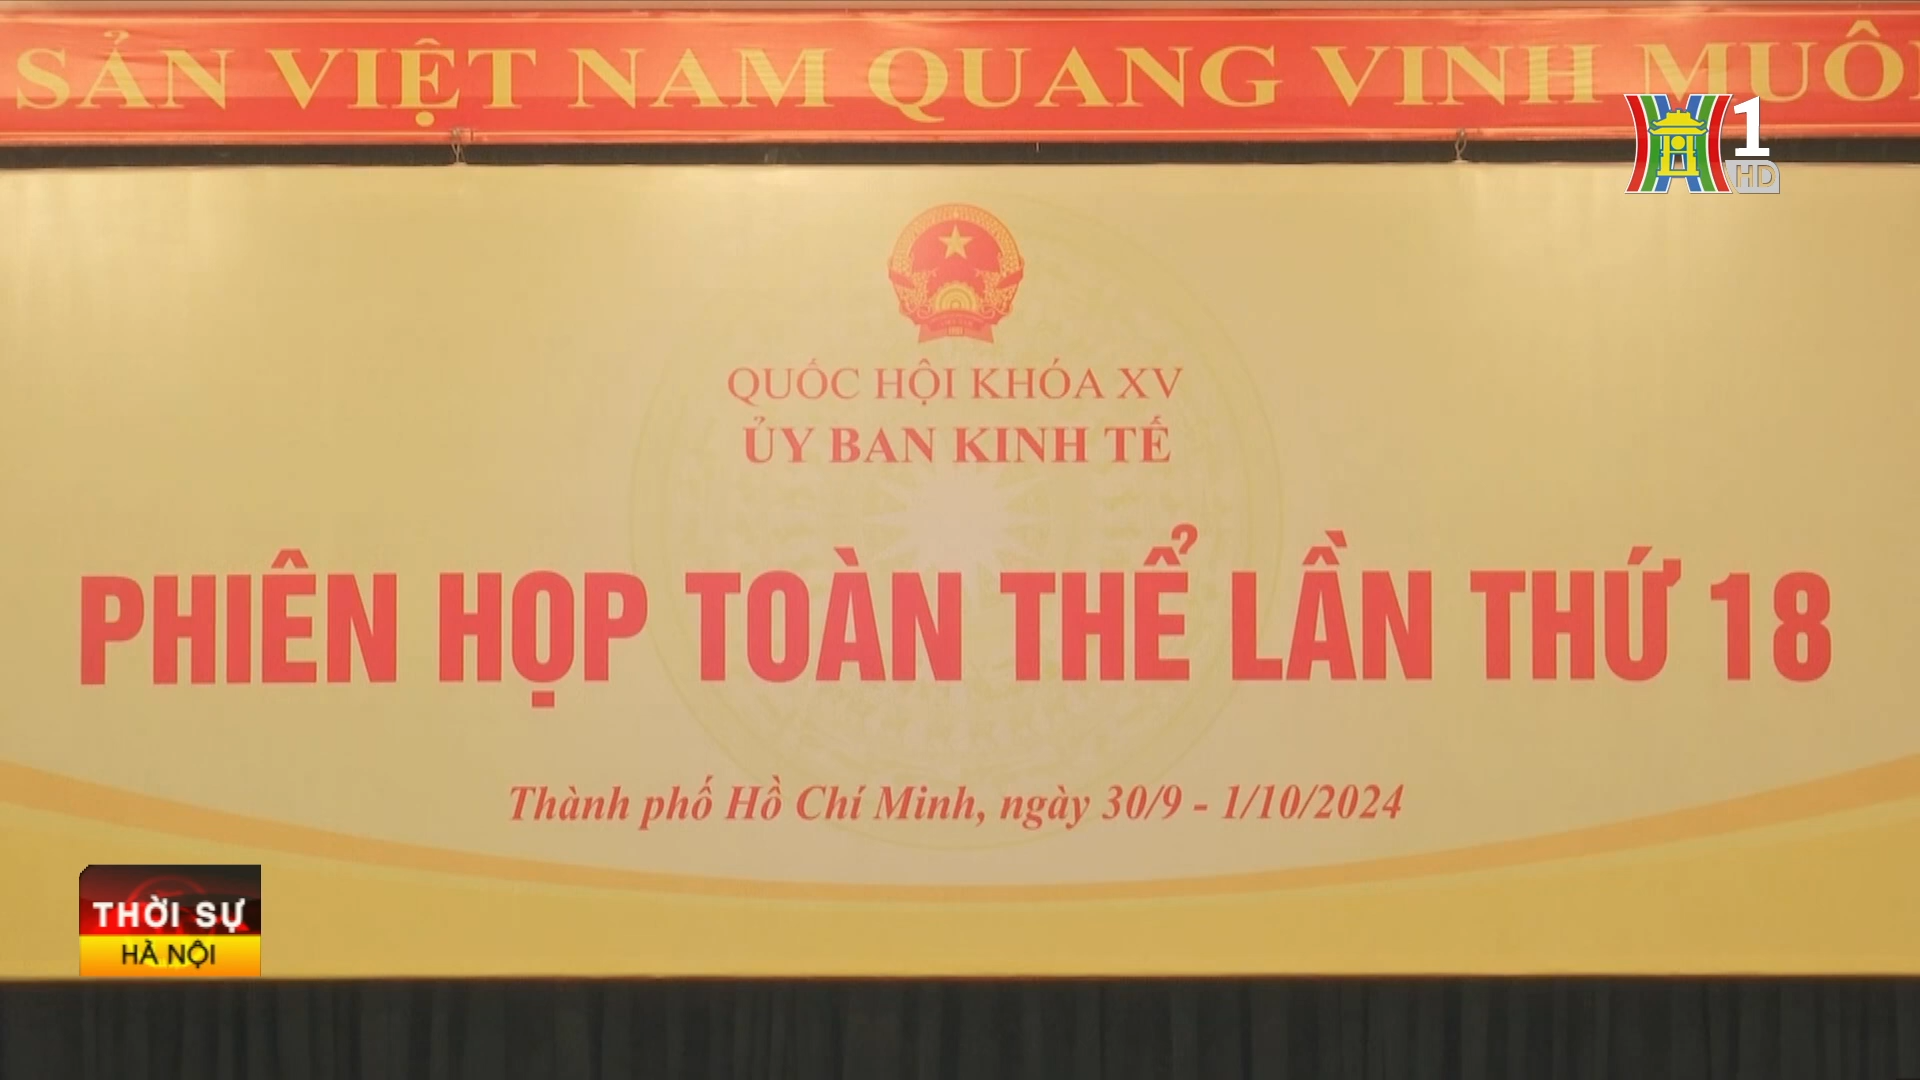 SẢN VIỆT NAM QUANG VINH MUÔ
1
HD
QUỐC HỘI KHÓA XV
ỦY BAN KINH TẾ
PHIÊN HỌP TOÀN THỂ LẦN THỨ 18
Thành phố Hồ Chí Minh, ngày 30/9 - 1/10/2024
THỜI SỰ
HÀ NỘI